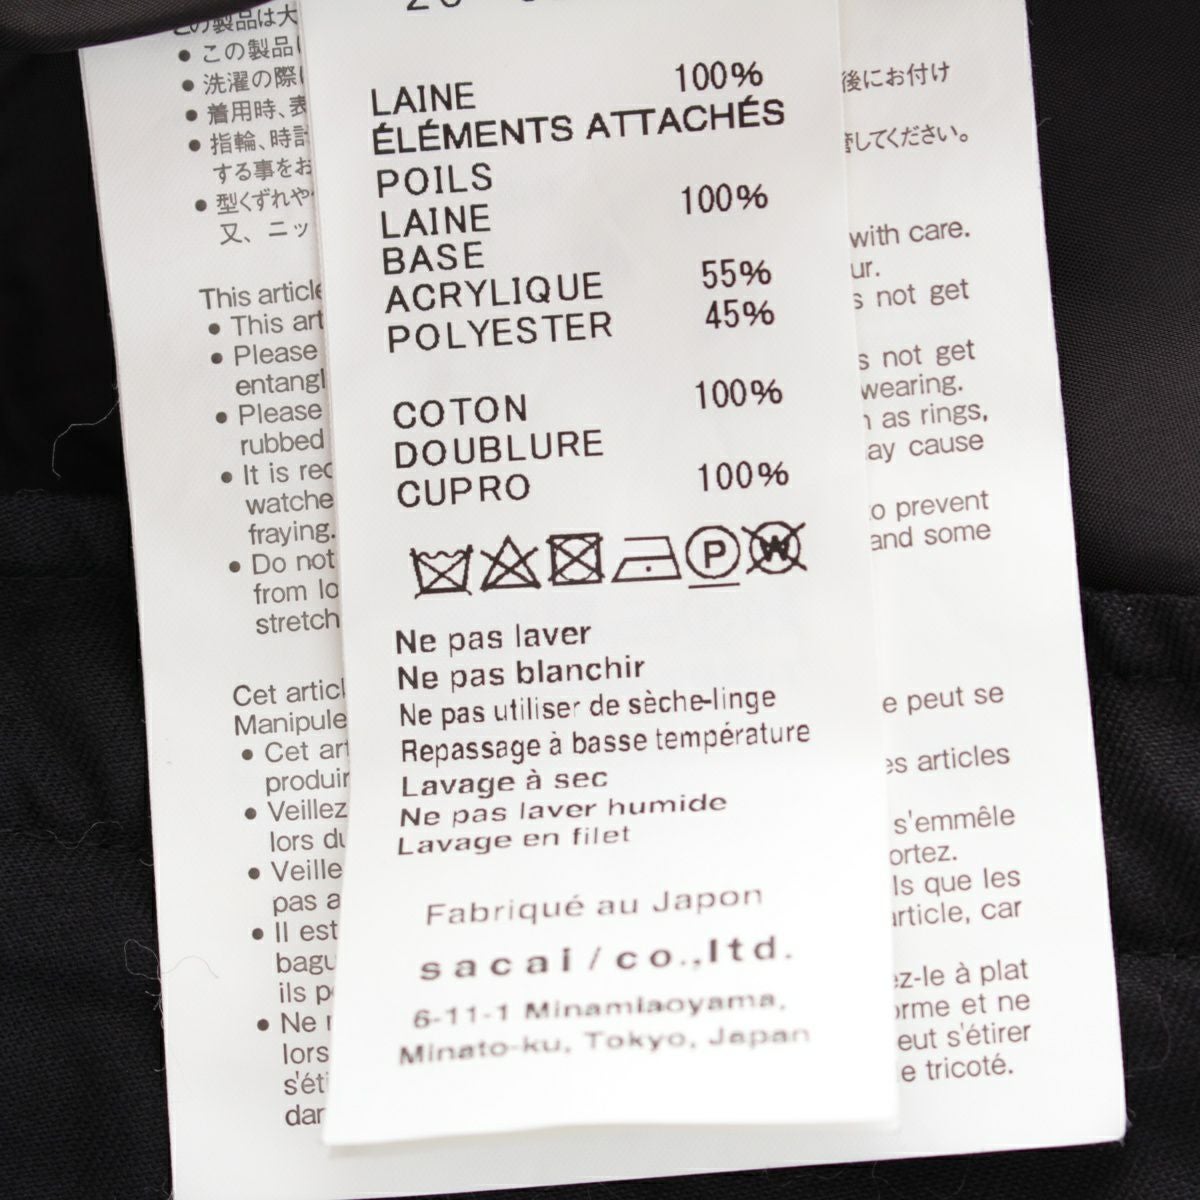 LAINE 100%
ÉLÉMENTS ATTACHÉS
POILS
LAINE 100%
BASE
ACRYLIQUE 55%
POLYESTER 45%
COTON 100%
DOUBLURE
CUPRO 100%
P W
Ne pas laver
Ne pas blanchir
Ne pas utiliser de sèche-linge
Repassage à basse température
Lavage à sec
Ne pas laver humide
Lavage en filet
Fabriqué au Japon
sacai / co.,ltd.
6-11-1 Minamiaoyama,
Minato-ku, Tokyo, Japan
この製品は大
• この製品
• 洗濯の際に
• 着用時、表
• 指輪、時計
する事をお
• 型くずれや
又、ニッ
後にお付け
してください。
This article
with care.
• This art
ur.
• Please
s not get
entangl
• Please
s not get
rubbed
wearing.
• It is rec
as rings,
watche
ay cause
fraying.
• Do not
o prevent
from lo
and some
stretch
Cet articl
Manipule
e peut se
• Cet art
produir
es articles
• Veillez
lors du
s'emmêle
• Veille
ortez.
pas a
ls que les
• Il est
article, car
bagu
ils p
ez-le à plat
• Ne
orme et ne
lors
eut s'étirer
s'éti
e tricoté.
dan